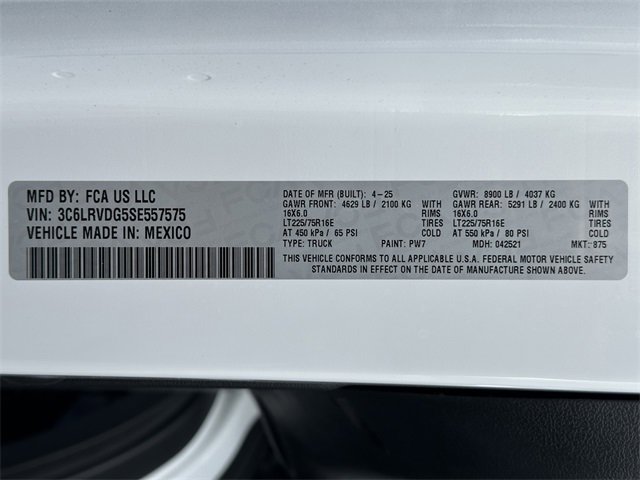 MFD BY: FCA US LLC
VIN: 3C6LRVDG5SE557575
VEHICLE MADE IN: MEXICO
DATE OF MFR (BUILT): 4-25 GVWR: 8900 LB / 4037 KG
GAWR FRONT: 4629 LB / 2100 KG WITH GAWR REAR: 5291 LB / 2400 KG WITH
16X6.0 RIMS 16X6.0 RIMS
LT225/75R16E TIRES LT225/75R16E TIRES
AT 450 kPa / 65 PSI COLD AT 550 kPa / 80 PSI COLD
TYPE: TRUCK PAINT: PW7 MDH: 042521 MKT: 875
THIS VEHICLE CONFORMS TO ALL APPLICABLE U.S.A. FEDERAL MOTOR VEHICLE SAFETY
STANDARDS IN EFFECT ON THE DATE OF MANUFACTURE SHOWN ABOVE.